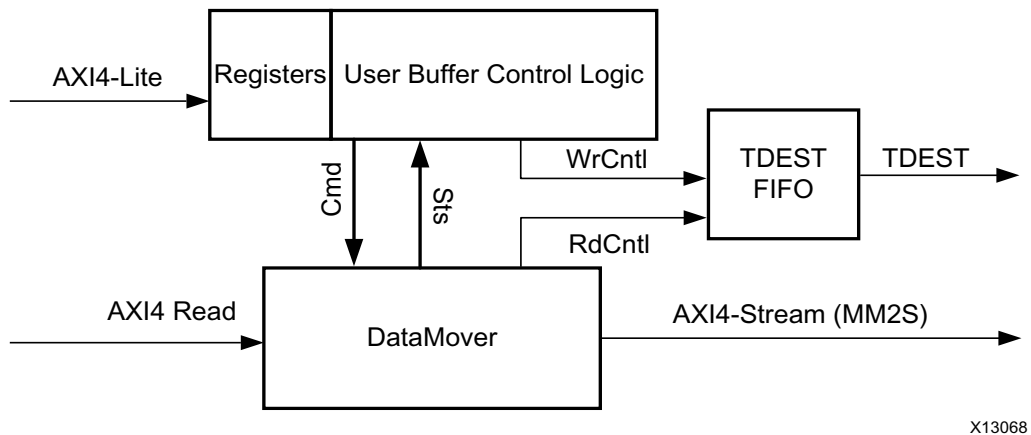 AXI4-Lite
Registers
User Buffer Control Logic
Cmd
Sts
WrCntl
TDEST
FIFO
TDEST
RdCntl
AXI4 Read
DataMover
AXI4-Stream (MM2S)
X13068